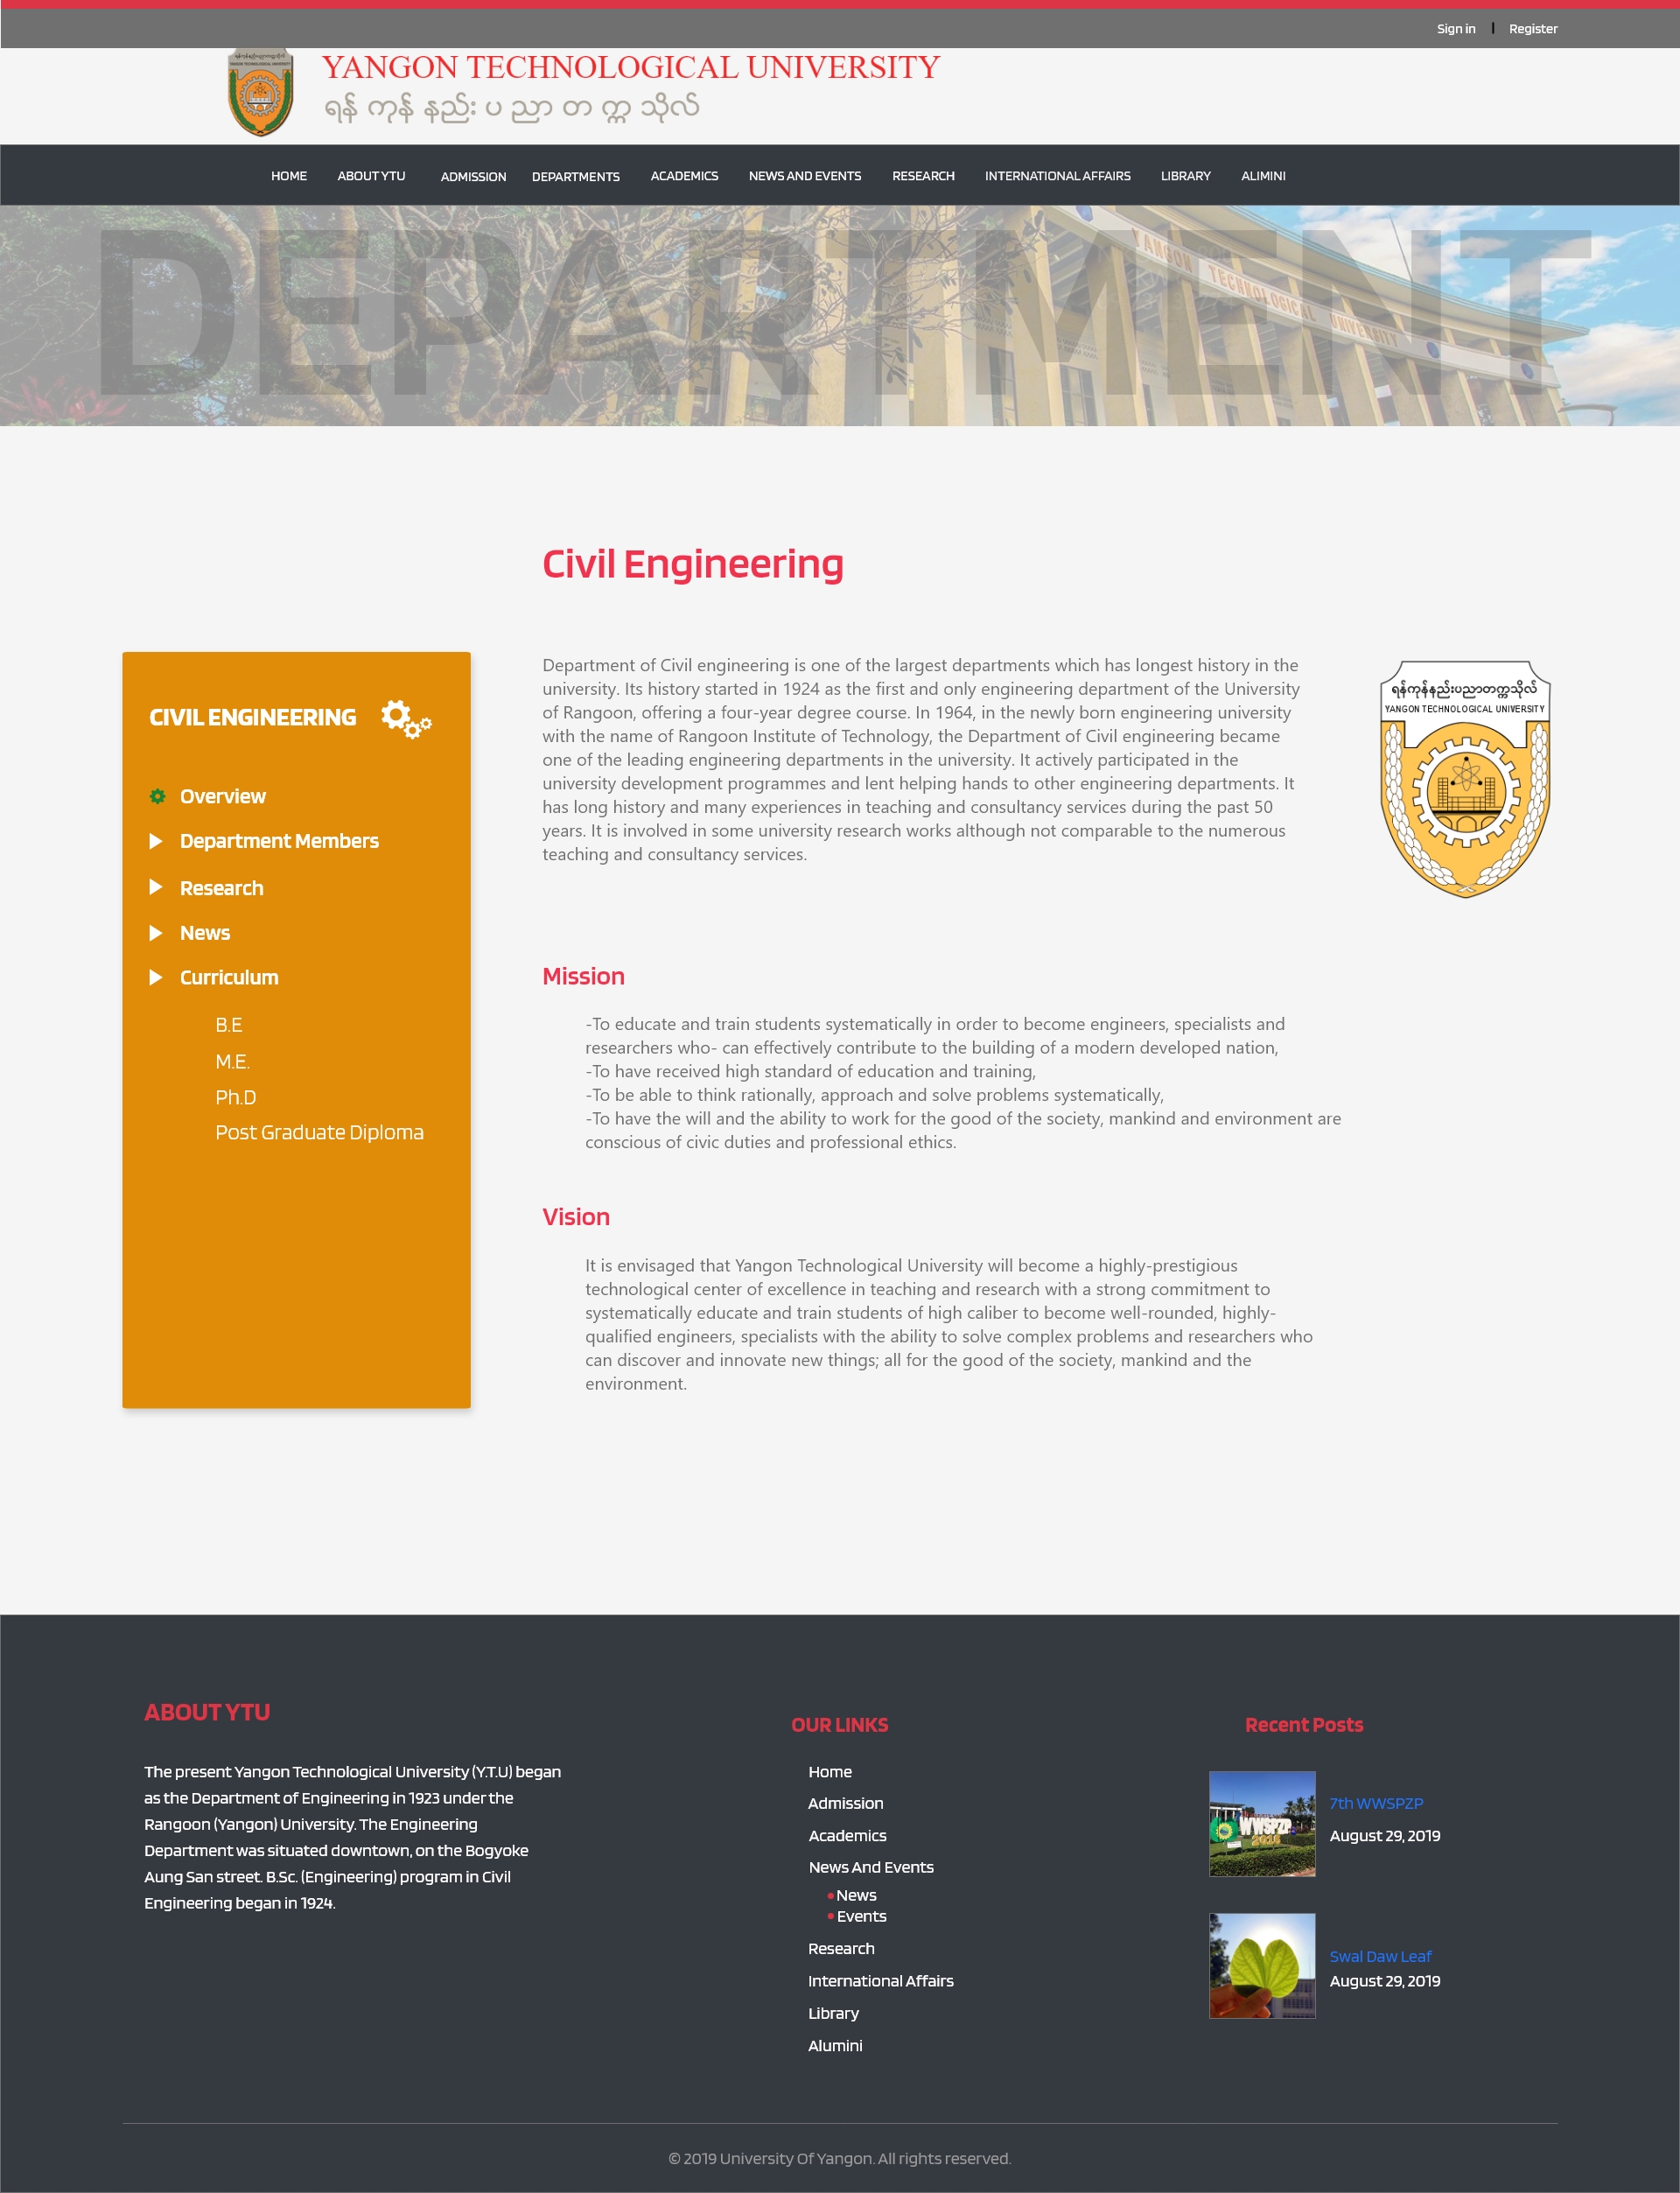 Sign in | Register
YANGON TECHNOLOGICAL UNIVERSITY
ရန် ကုန် နည်း ပ ညာ တ က္က သိုလ်
HOME ABOUT YTU ADMISSION DEPARTMENTS ACADEMICS NEWS AND EVENTS RESEARCH INTERNATIONAL AFFAIRS LIBRARY ALIMINI
DEPARTMENT
YANGON TECHNOLOGICAL UNIVERSITY
Civil Engineering
CIVIL ENGINEERING
Overview
Department Members
Research
News
Curriculum
B.E
M.E.
Ph.D
Post Graduate Diploma
Department of Civil engineering is one of the largest departments which has longest history in the
university. Its history started in 1924 as the first and only engineering department of the University
of Rangoon, offering a four-year degree course. In 1964, in the newly born engineering university
with the name of Rangoon Institute of Technology, the Department of Civil engineering became
one of the leading engineering departments in the university. It actively participated in the
university development programmes and lent helping hands to other engineering departments. It
has long history and many experiences in teaching and consultancy services during the past 50
years. It is involved in some university research works although not comparable to the numerous
teaching and consultancy services.
ရန်ကုန်နည်းပညာတက္ကသိုလ်
YANGON TECHNOLOGICAL UNIVERSITY
Mission
-To educate and train students systematically in order to become engineers, specialists and
researchers who- can effectively contribute to the building of a modern developed nation,
-To have received high standard of education and training,
-To be able to think rationally, approach and solve problems systematically,
-To have the will and the ability to work for the good of the society, mankind and environment are
conscious of civic duties and professional ethics.
Vision
It is envisaged that Yangon Technological University will become a highly-prestigious
technological center of excellence in teaching and research with a strong commitment to
systematically educate and train students of high caliber to become well-rounded, highly-
qualified engineers, specialists with the ability to solve complex problems and researchers who
can discover and innovate new things; all for the good of the society, mankind and the
environment.
ABOUT YTU
The present Yangon Technological University (Y.T.U) began
as the Department of Engineering in 1923 under the
Rangoon (Yangon) University. The Engineering
Department was situated downtown, on the Bogyoke
Aung San street. B.Sc. (Engineering) program in Civil
Engineering began in 1924.
OUR LINKS
Home
Admission
Academics
News And Events
News
Events
Research
International Affairs
Library
Alumini
Recent Posts
WWSPZP
2018
7th WWSPZP
August 29, 2019
Swal Daw Leaf
August 29, 2019
© 2019 University Of Yangon. All rights reserved.